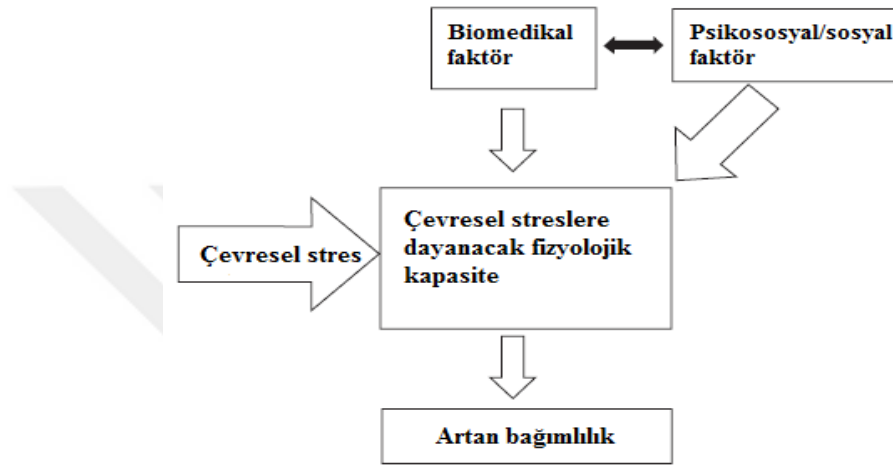 Biomedikal
faktör
Psikososyal/sosyal
faktör
Çevresel stres
Çevresel streslere
dayanacak fizyolojik
kapasite
Artan bağımlılık